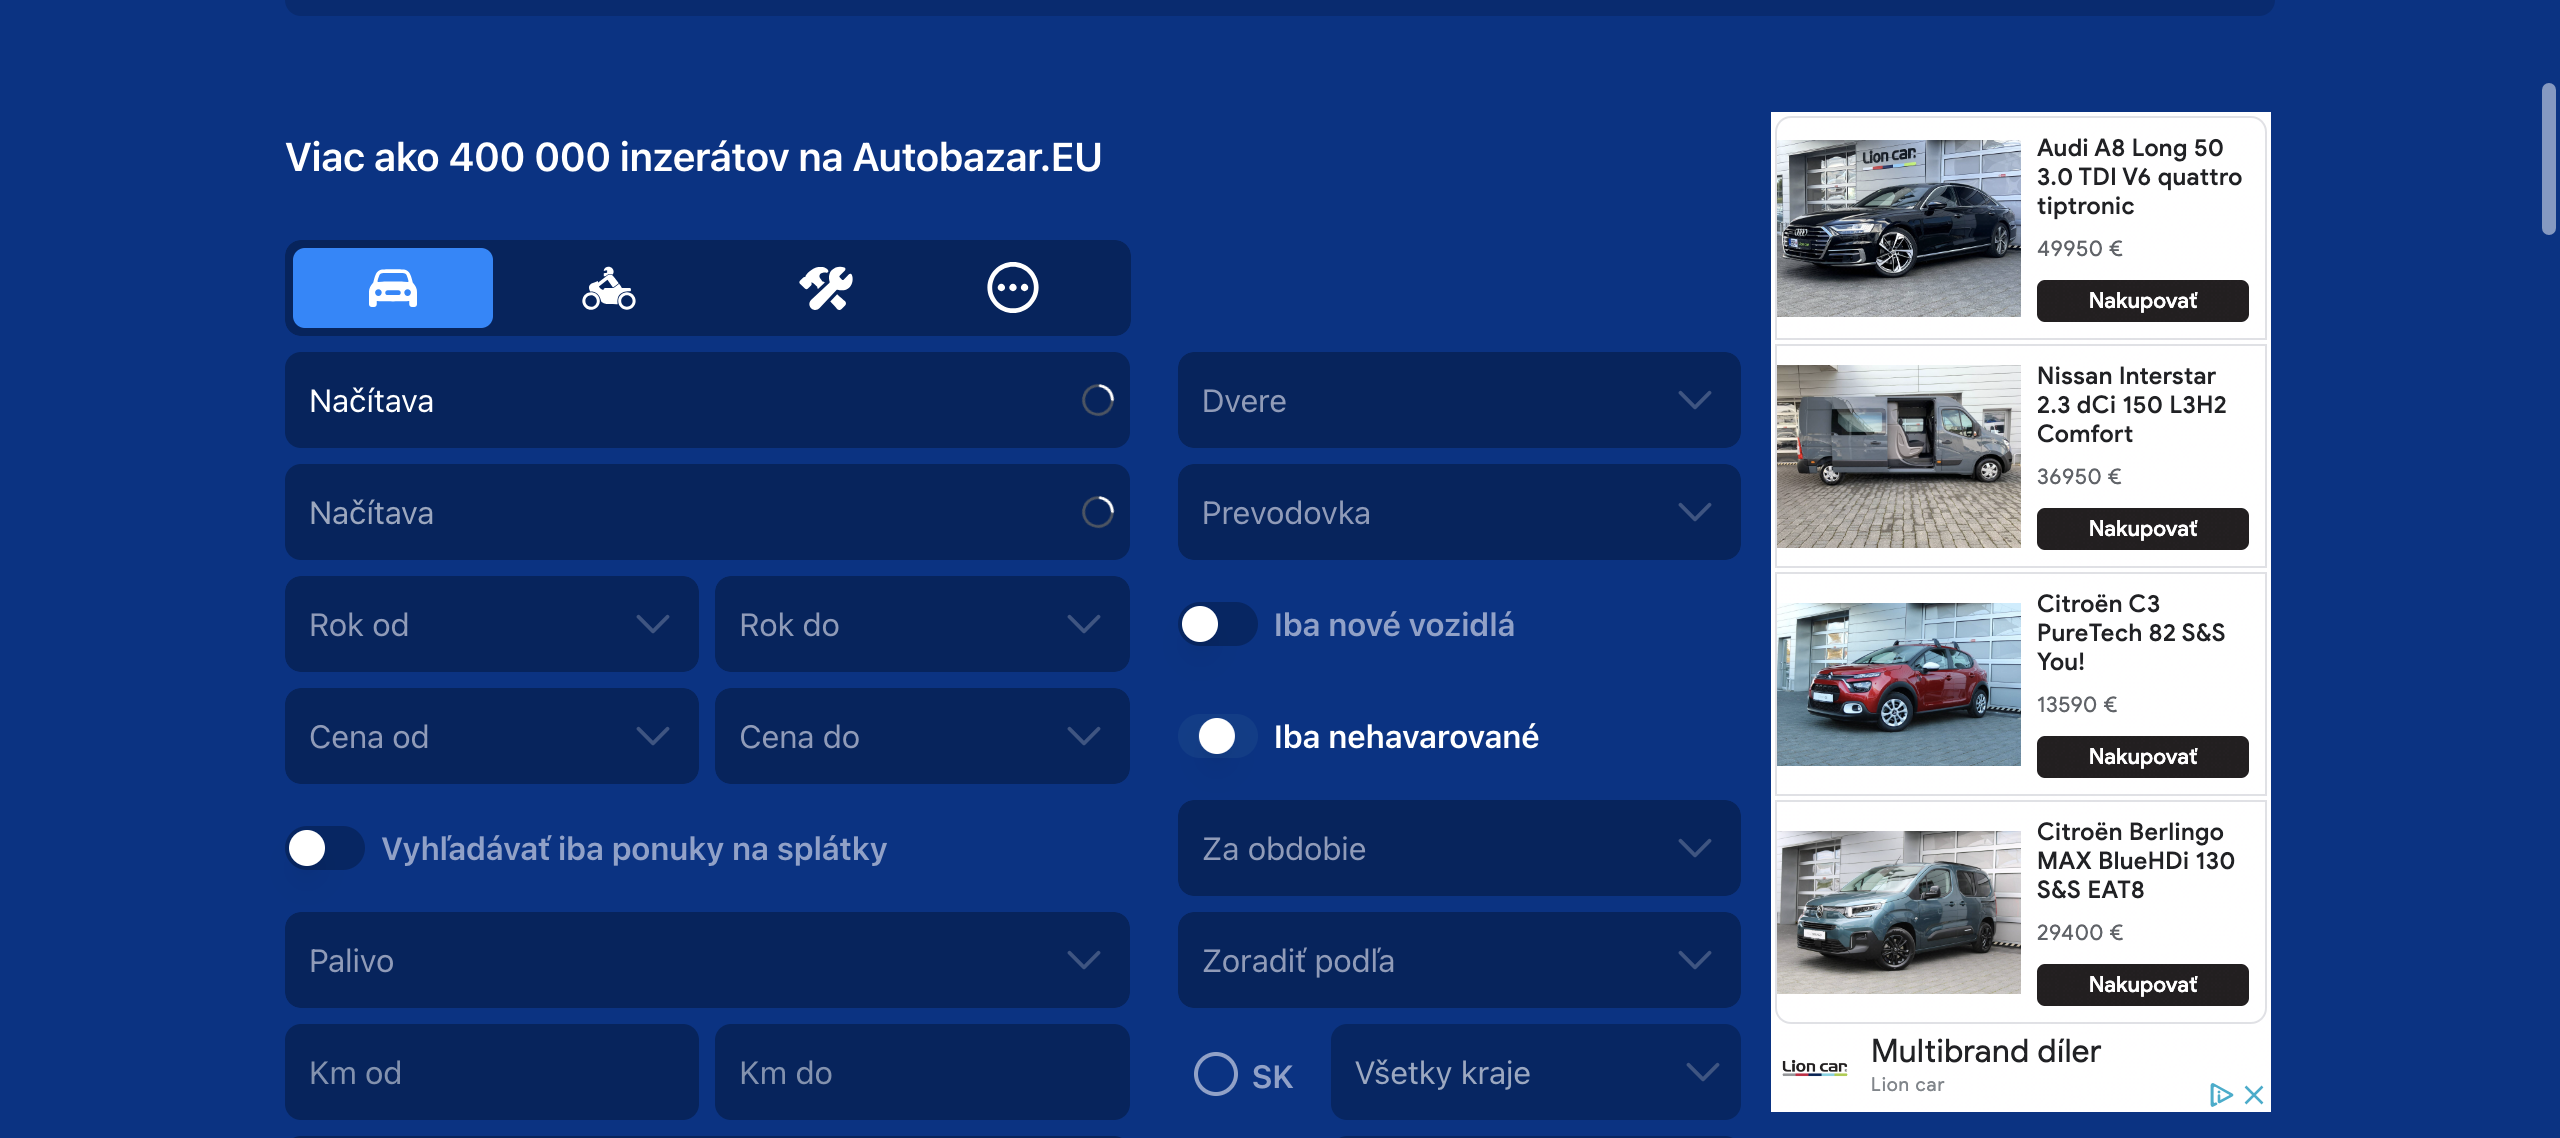 Viac ako 400 000 inzerátov na Autobazar.EU
Načítava
Načítava
Rok od
Rok do
Cena od
Cena do
Vyhľadávať iba ponuky na splátky
Palivo
Km od
Km do
Dvere
Prevodovka
Iba nové vozidlá
Iba nehavarované
Za obdobie
Zoradiť podľa
SK
Všetky kraje
Lion car
Audi A8 Long 50
3.0 TDI V6 quattro
tiptronic
49950 €
Nakupovať
Nissan Interstar
2.3 dCi 150 L3H2
Comfort
36950 €
Nakupovať
Citroën C3
PureTech 82 S&S
You!
13590 €
Nakupovať
Citroën Berlingo
MAX BlueHDi 130
S&S EAT8
29400 €
Nakupovať
Lion car
Multibrand díler
Lion car